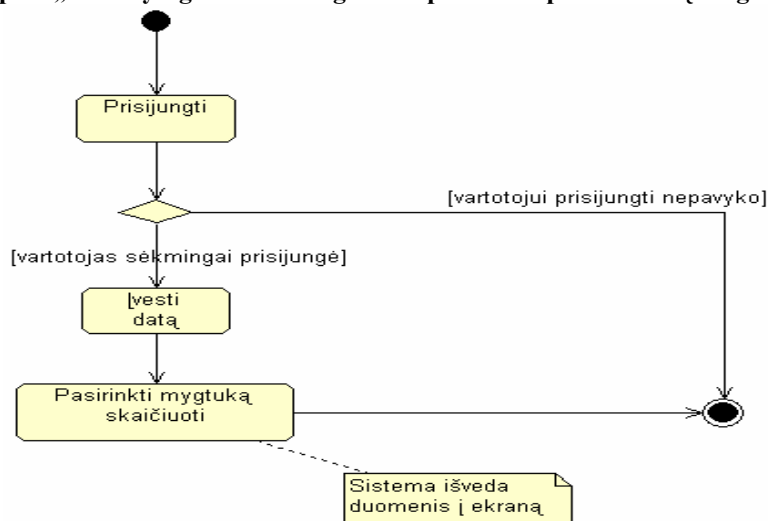 Prisijungti
[vartotojui prisijungti nepavyko]
[vartotojas sėkmingai prisijungė]
Įvesti
datą
Pasirinkti mygtuką
skaičiuoti
Sistema išveda
duomenis į ekraną